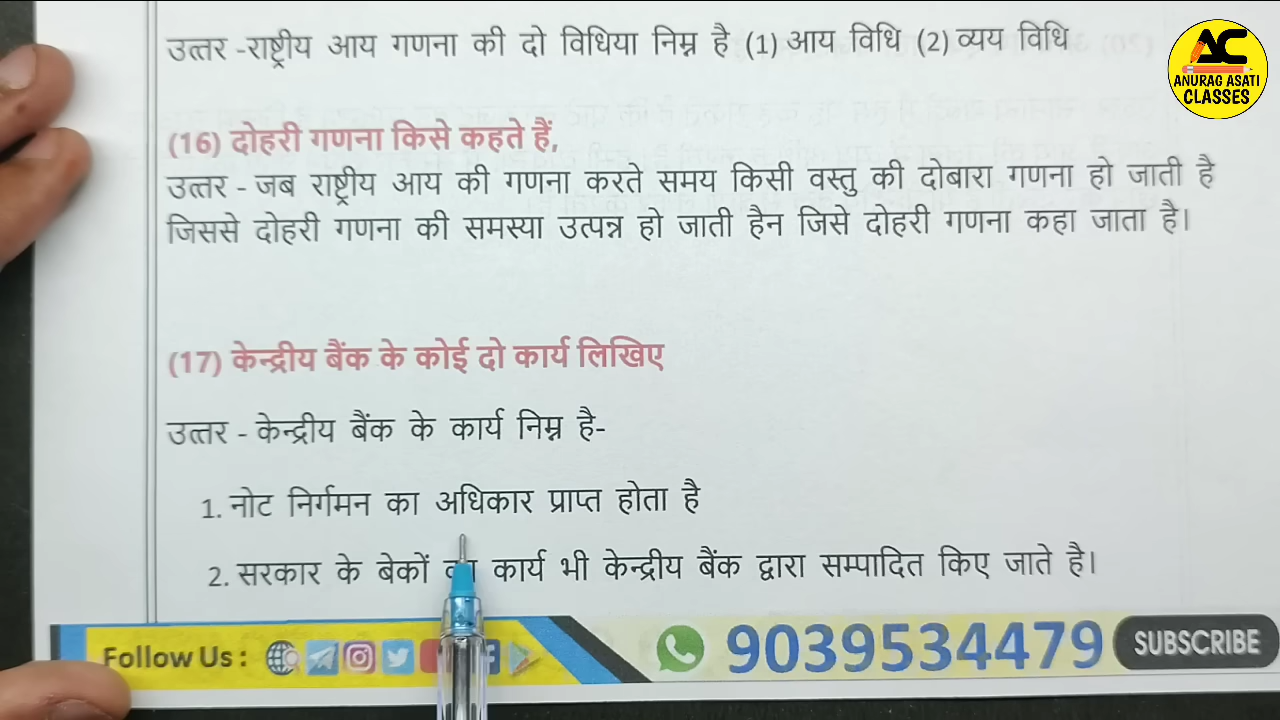 उत्तर -राष्ट्रीय आय गणना की दो विधिया निम्न है (1) आय विधि (2) व्यय विधि
AC
ANURAG ASATI
CLASSES
(16) दोहरी गणना किसे कहते हैं,
उत्तर - जब राष्ट्रीय आय की गणना करते समय किसी वस्तु की दोबारा गणना हो जाती है
जिससे दोहरी गणना की समस्या उत्पन्न हो जाती हैन जिसे दोहरी गणना कहा जाता है।
(17) केन्द्रीय बैंक के कोई दो कार्य लिखिए
उत्तर - केन्द्रीय बैंक के कार्य निम्न है-
1. नोट निर्गमन का अधिकार प्राप्त होता है
2. सरकार के बेकों का कार्य भी केन्द्रीय बैंक द्वारा सम्पादित किए जाते है।
Follow Us :
9039534479
SUBSCRIBE